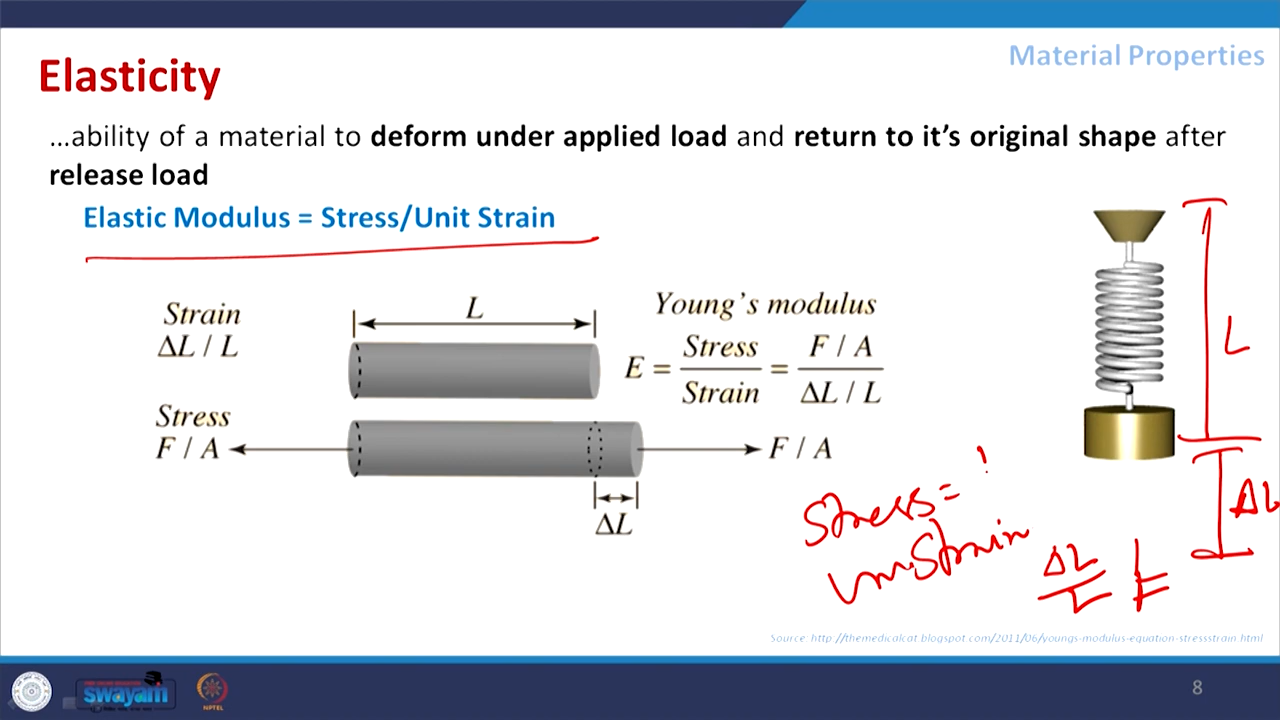 Material Properties
Elasticity
...ability of a material to deform under applied load and return to it's original shape after
release load
Elastic Modulus = Stress/Unit Strain
Strain
ΔL / L
L
Young's modulus
E = Stress / Strain = F / A / ΔL / L
Stress
F / A
F / A
ΔL
L
ΔL
Stress =
Strain
ΔL
L
Source: http://themedicalcat.blogspot.com/2011/06/youngs-modulus-equation-stressstrain.html
swayam
NPTEL
8